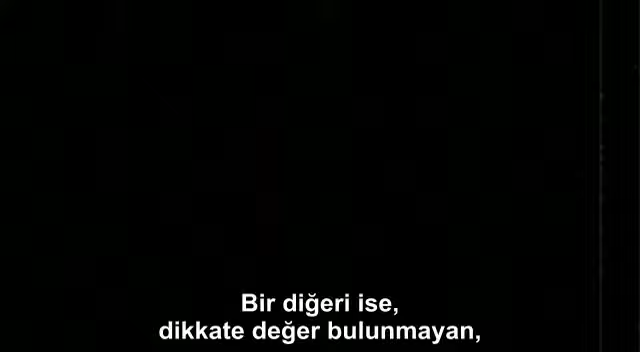 Bir diğeri ise,
dikkate değer bulunmayan,